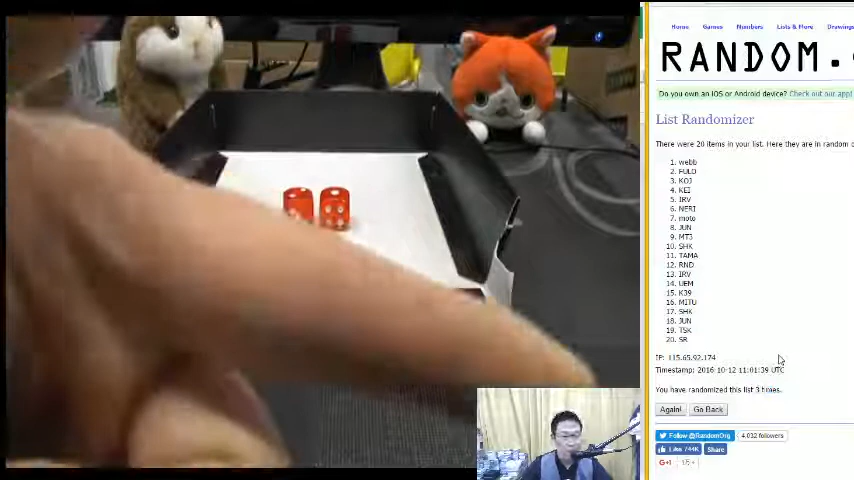 Home Games Numbers Lists & More Drawings
RANDOM.
Do you own an iOS or Android device? Check out our app!
List Randomizer
There were 20 items in your list. Here they are in random
1. webb
2. FULO
3. KOJ
4. KEI
5. IRV
6. NERI
7. moto
8. JUN
9. MT3
10. SHK
11. TAMA
12. RND
13. IRV
14. UEM
15. K39
16. MITU
17. SHK
18. JUN
19. TSK
20. SR
IP: 115.65.92.174
Timestamp: 2016-10-12 11:01:39 UTC
You have randomized this list 3 times.
Again! Go Back
Follow @RandomOrg 4,032 followers
Like 744K Share
G+1